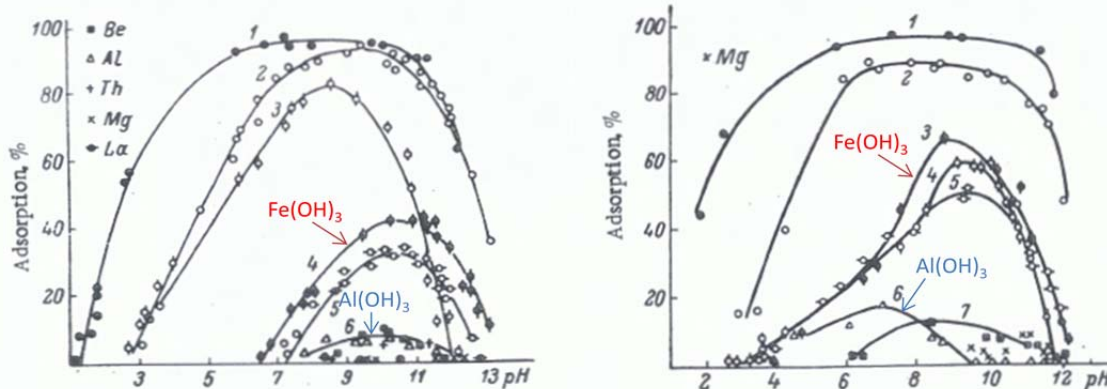 100
80
60
40
20
Adsorption, %
Be
Al
Th
Mg
La
1
2
3
4
5
6
Fe(OH)3
Al(OH)3
1 3 5 7 9 11 13 pH
80
60
40
20
Adsorption, %
Mg
1
2
3
4
5
6
7
Fe(OH)3
Al(OH)3
2 4 6 8 10 12 pH